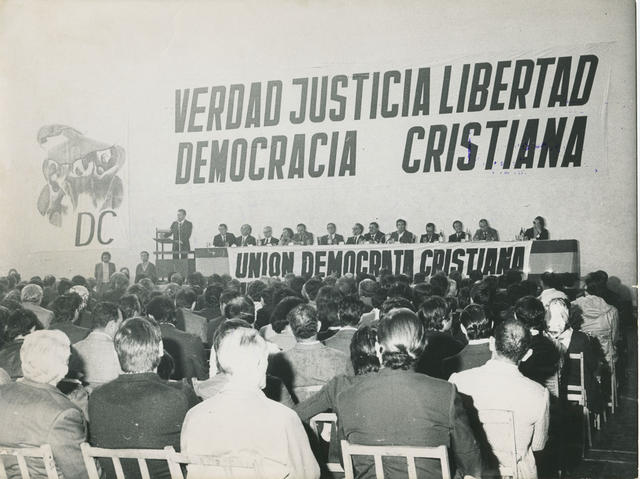 VERDAD JUSTICIA LIBERTAD
DEMOCRACIA CRISTIANA
DC
UNION DEMOCRATA CRISTIANA